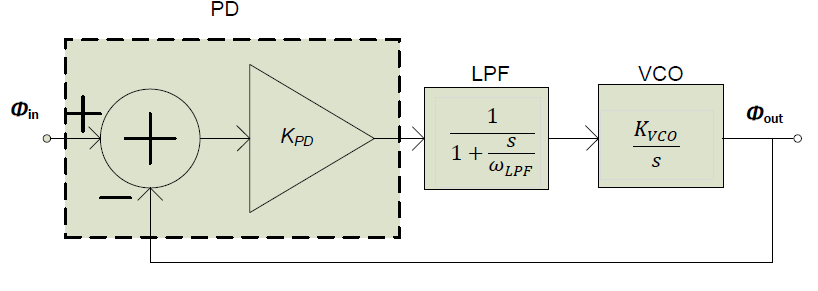 PD
LPF
VCO
Φin
+
+
−
KPD
1
1 + s
ωLPF
KVCO
s
Φout